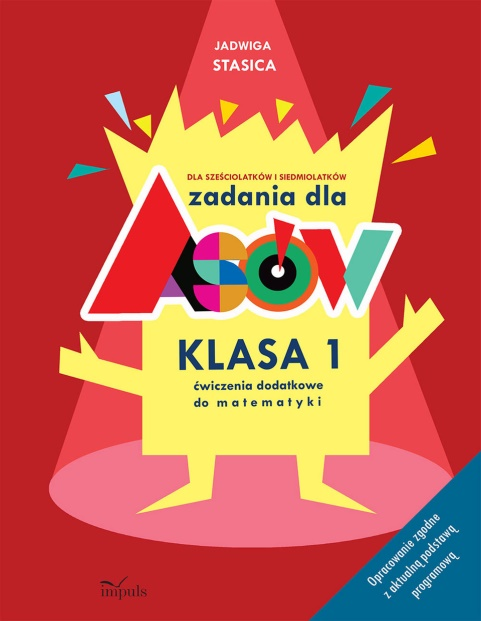 JADWIGA
STASICA
DLA SZEŚCIOLATKÓW I SIEDMIOLATKÓW
zadania dla
ASÓW
KLASA 1
ćwiczenia dodatkowe
do matematyki
Opracowanie zgodne
z aktualną podstawą
programową
impuls